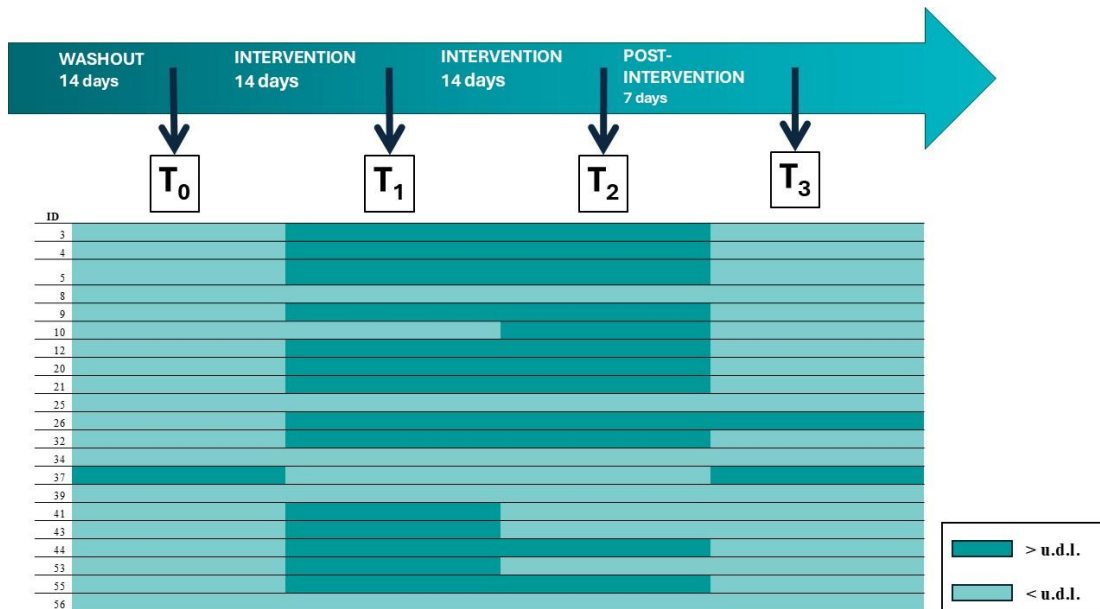 WASHOUT
14 days
INTERVENTION
14 days
INTERVENTION
14 days
POST-
INTERVENTION
7 days
T0
T1
T2
T3
ID
3
4
5
8
9
10
12
20
21
25
26
32
34
37
39
41
43
44
53
55
56
> u.d.l.
< u.d.l.